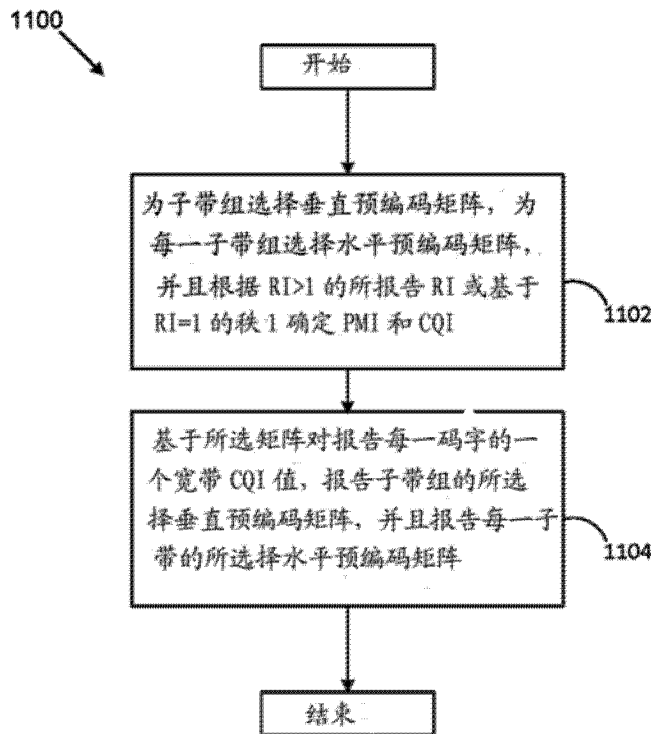 1100
开始
为子带组选择垂直预编码矩阵，为
每一子带组选择水平预编码矩阵，
并且根据 RI>1 的所报告 RI 或基于
RI=1 的秩 1 确定 PMI 和 CQI
1102
基于所选矩阵对报告每一码字的一
个宽带 CQI 值，报告子带组的所选
择垂直预编码矩阵，并且报告每一子
带的所选择水平预编码矩阵
1104
结束